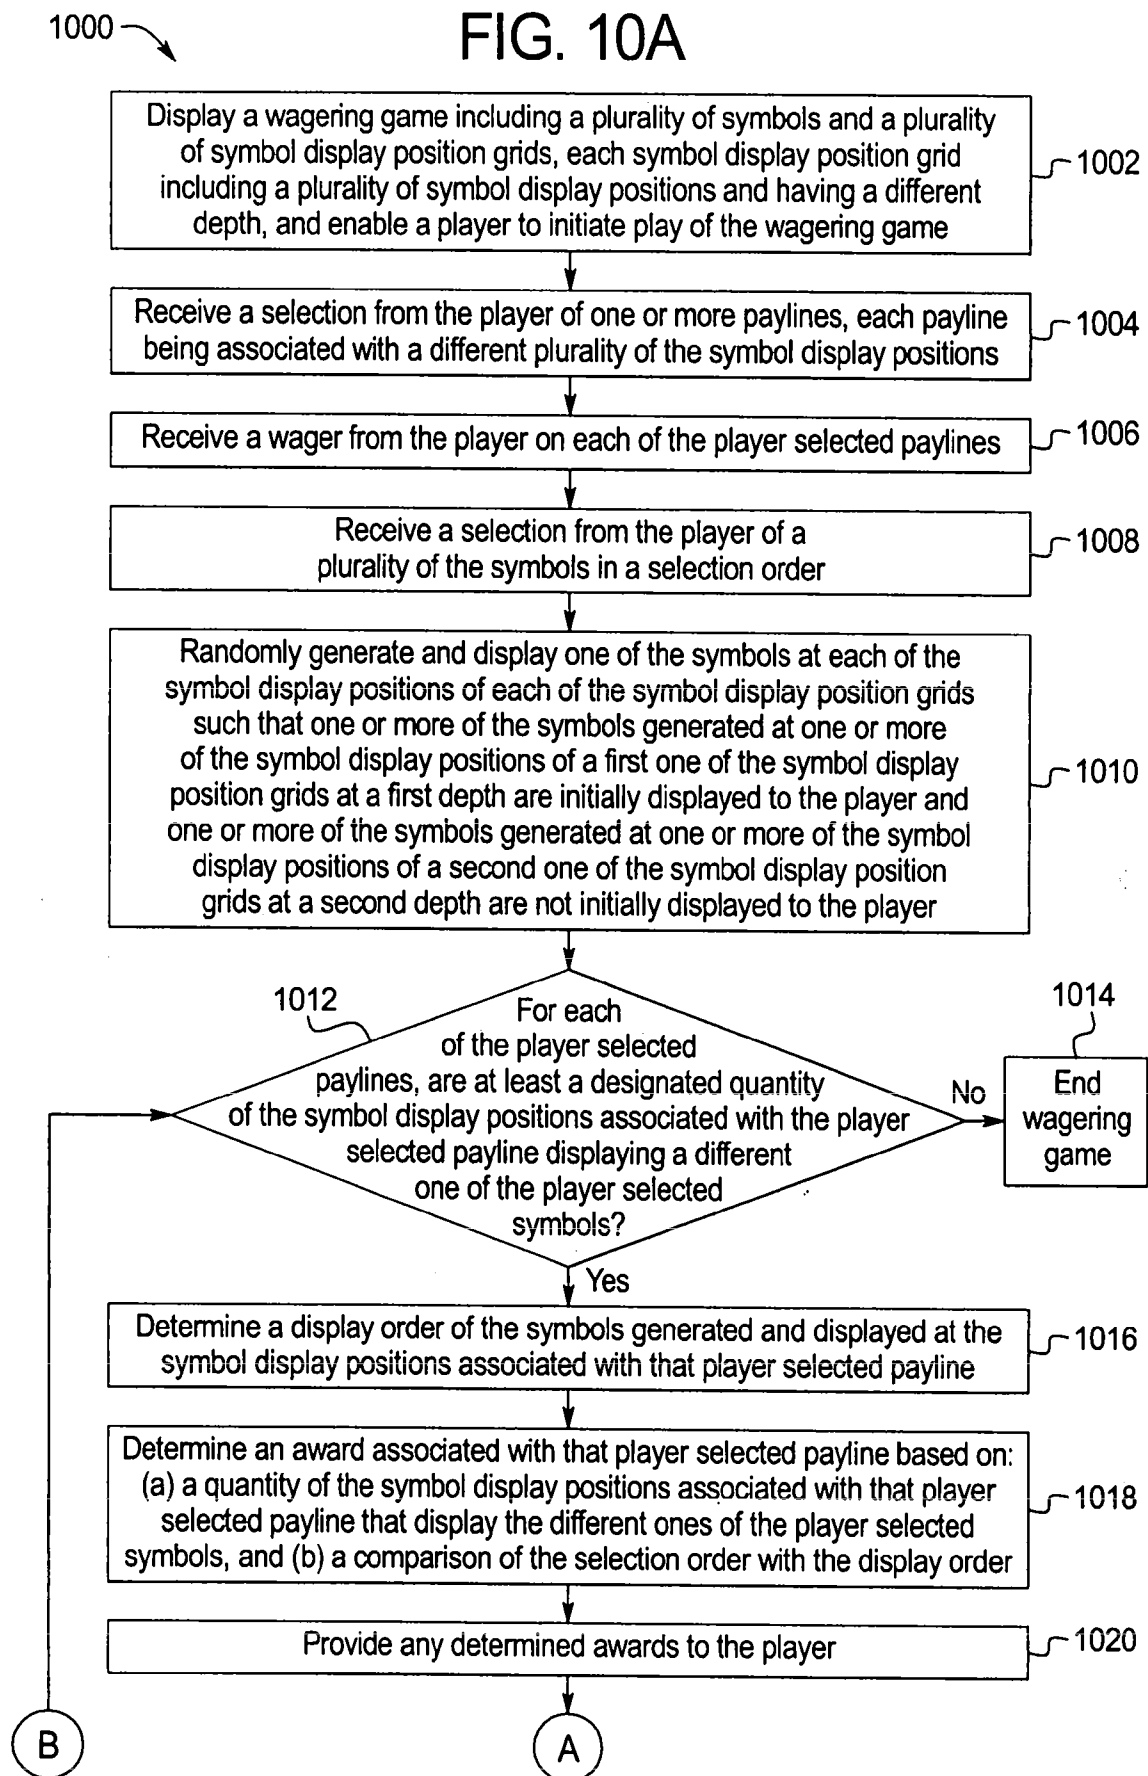 FIG. 10A
1000
Display a wagering game including a plurality of symbols and a plurality
of symbol display position grids, each symbol display position grid
including a plurality of symbol display positions and having a different
depth, and enable a player to initiate play of the wagering game
1002
Receive a selection from the player of one or more paylines, each payline
being associated with a different plurality of the symbol display positions
1004
Receive a wager from the player on each of the player selected paylines
1006
Receive a selection from the player of a
plurality of the symbols in a selection order
1008
Randomly generate and display one of the symbols at each of the
symbol display positions of each of the symbol display position grids
such that one or more of the symbols generated at one or more
of the symbol display positions of a first one of the symbol display
position grids at a first depth are initially displayed to the player and
one or more of the symbols generated at one or more of the symbol
display positions of a second one of the symbol display position
grids at a second depth are not initially displayed to the player
1010
1012
For each
of the player selected
paylines, are at least a designated quantity
of the symbol display positions associated with the player
selected payline displaying a different
one of the player selected
symbols?
No
1014
End
wagering
game
Yes
Determine a display order of the symbols generated and displayed at the
symbol display positions associated with that player selected payline
1016
Determine an award associated with that player selected payline based on:
(a) a quantity of the symbol display positions associated with that player
selected payline that display the different ones of the player selected
symbols, and (b) a comparison of the selection order with the display order
1018
Provide any determined awards to the player
1020
B
A